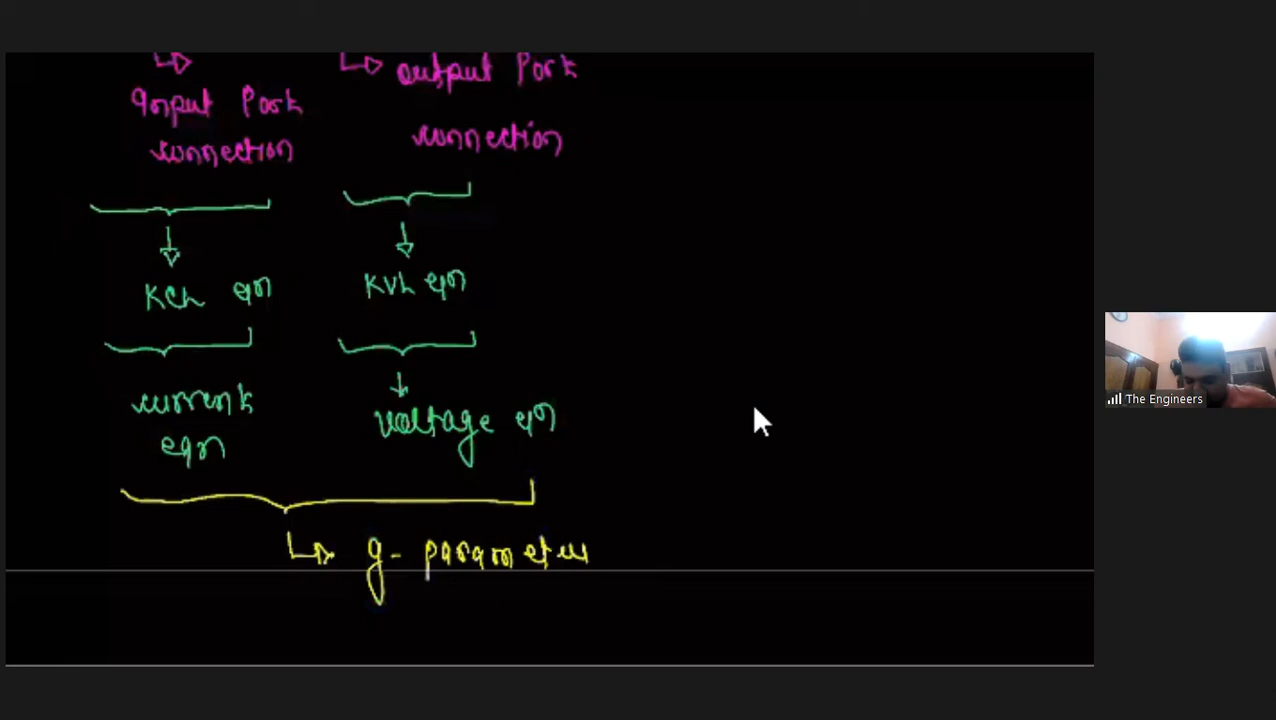 Input Port
connection
output Port
connection
KCL eqn
KVL eqn
current
eqn
voltage eqn
g- parameter
The Engineers